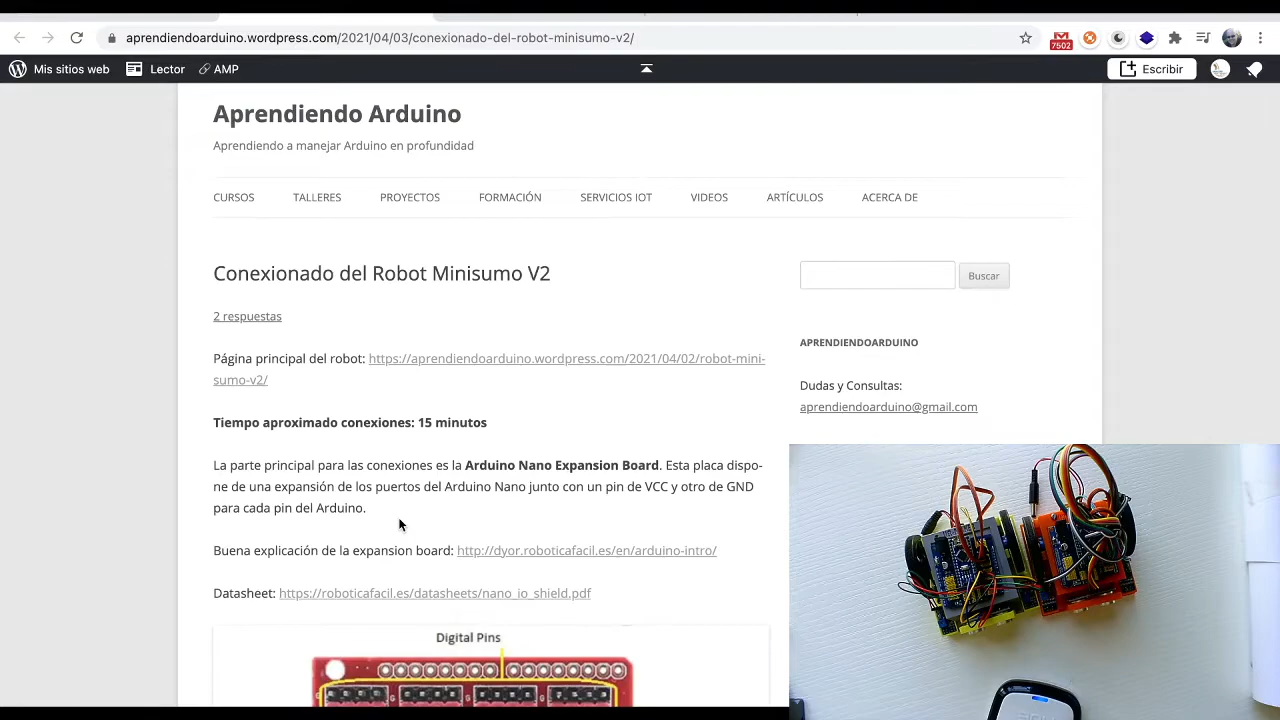 aprendiendoarduino.wordpress.com/2021/04/03/conexionado-del-robot-minisumo-v2/
7502
Mis sitios web
Lector
AMP
Escribir
Aprendiendo Arduino
Aprendiendo a manejar Arduino en profundidad
CURSOS
TALLERES
PROYECTOS
FORMACIÓN
SERVICIOS IOT
VIDEOS
ARTÍCULOS
ACERCA DE
Conexionado del Robot Minisumo V2
Buscar
2 respuestas
APRENDIENDOARDUINO
Página principal del robot: https://aprendiendoarduino.wordpress.com/2021/04/02/robot-mini-
sumo-v2/
Dudas y Consultas:
aprendiendoarduino@gmail.com
Tiempo aproximado conexiones: 15 minutos
La parte principal para las conexiones es la Arduino Nano Expansion Board. Esta placa dispo-
ne de una expansión de los puertos del Arduino Nano junto con un pin de VCC y otro de GND
para cada pin del Arduino.
Buena explicación de la expansion board: http://dyor.roboticafacil.es/en/arduino-intro/
Datasheet: https://roboticafacil.es/datasheets/nano_io_shield.pdf
Digital Pins